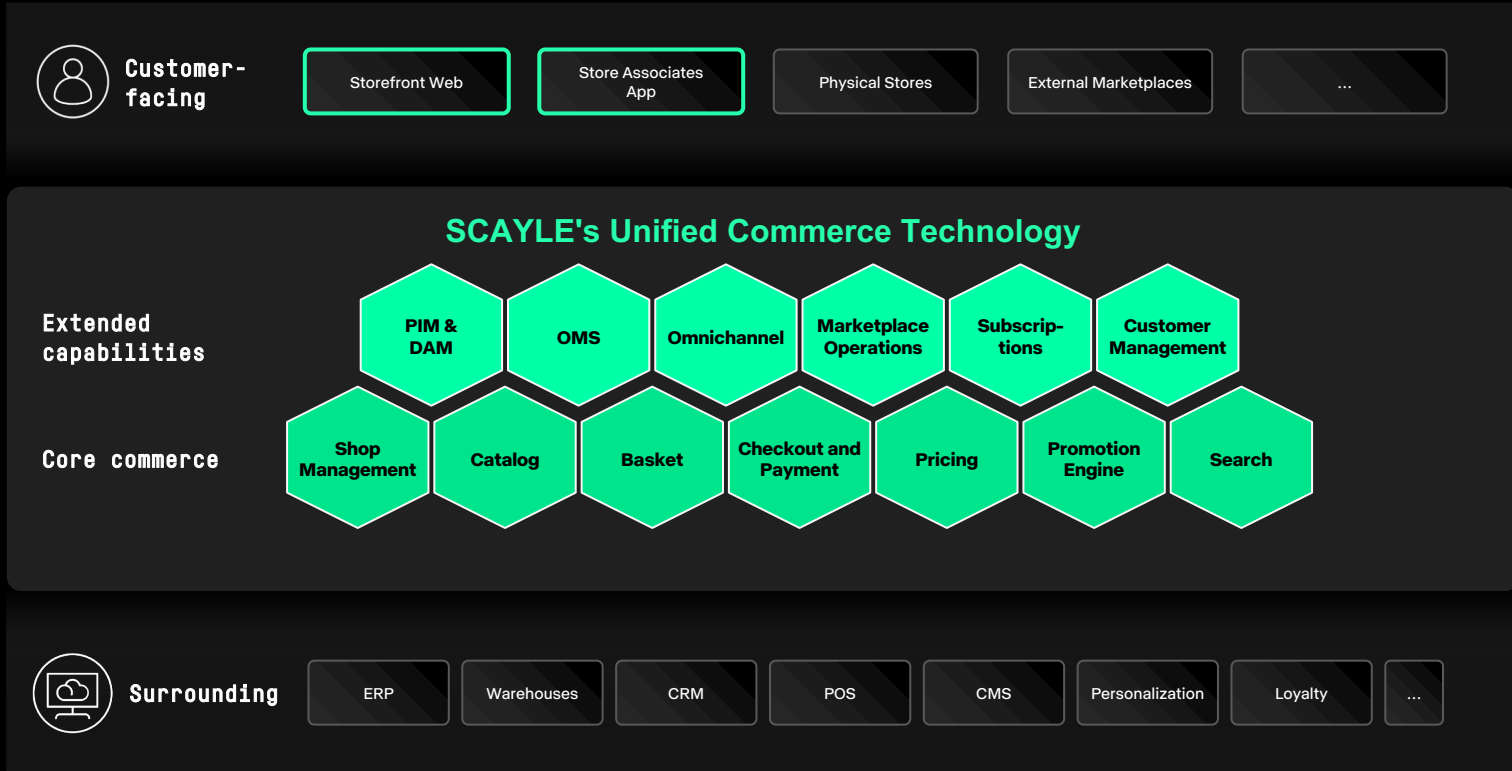 Customer-
facing
Storefront Web
Store Associates
App
Physical Stores
External Marketplaces
...
SCAYLE's Unified Commerce Technology
Extended
capabilities
PIM &
DAM
OMS
Omnichannel
Marketplace
Operations
Subscrip-
tions
Customer
Management
Core commerce
Shop
Management
Catalog
Basket
Checkout and
Payment
Pricing
Promotion
Engine
Search
Surrounding
ERP
Warehouses
CRM
POS
CMS
Personalization
Loyalty
...